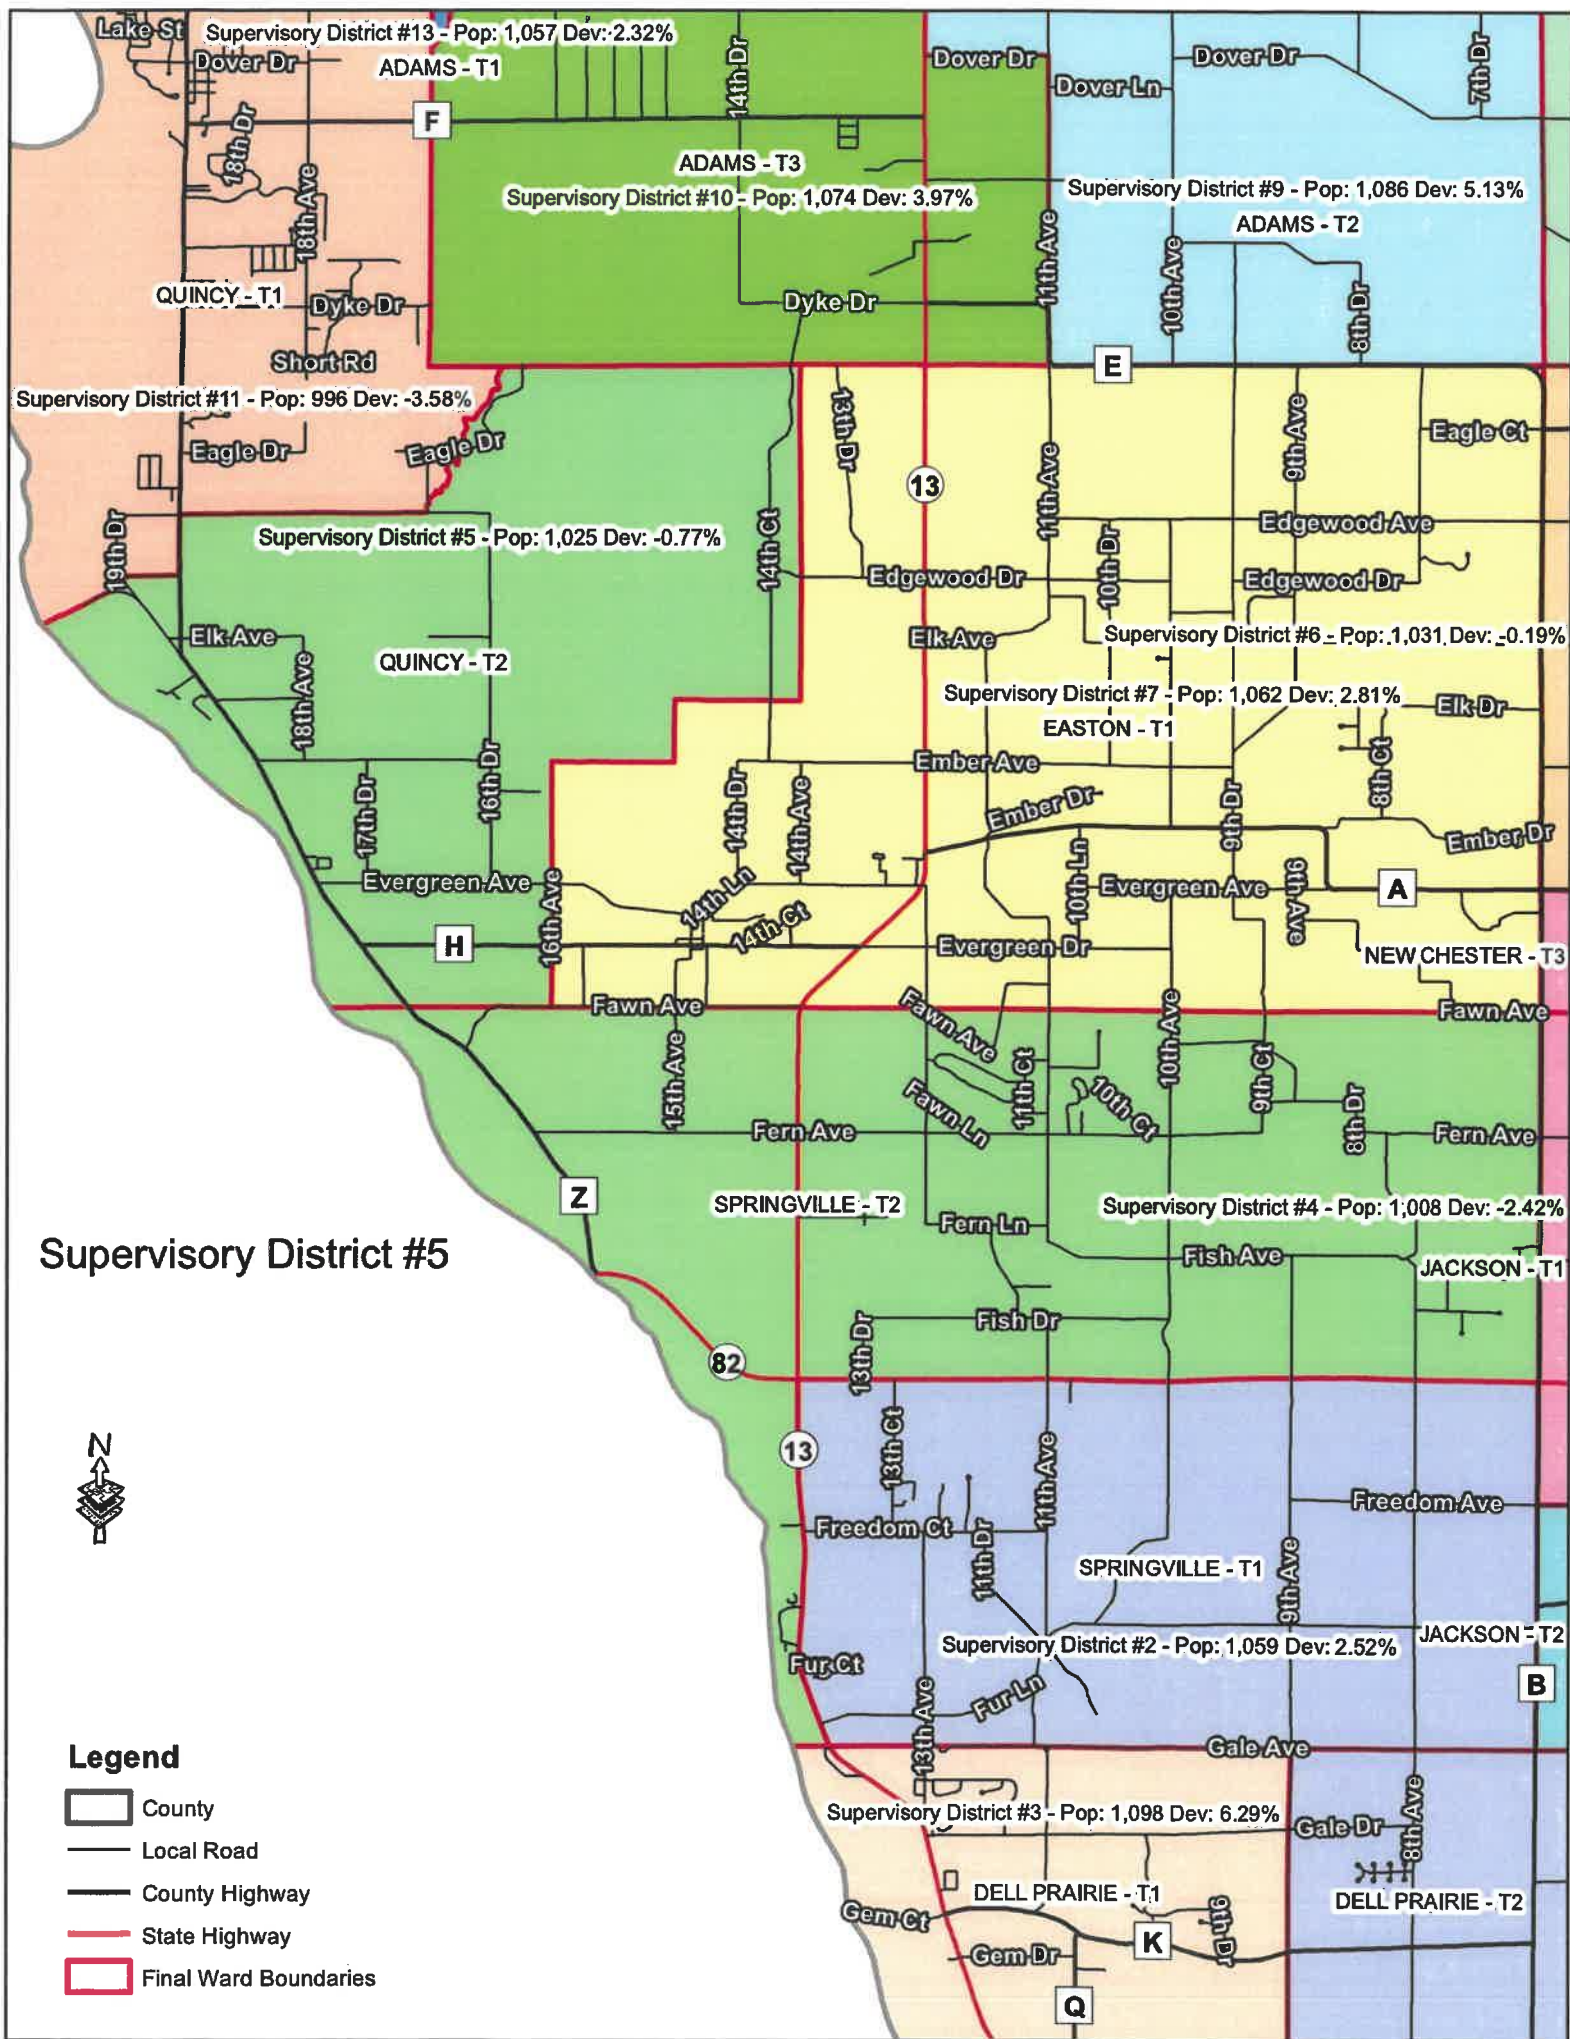 Lake St
Supervisory District #13 - Pop: 1,057 Dev: 2.32%
Dover Dr
ADAMS - T1
14th Dr
Dover Dr
Dover Ln
Dover Dr
7th Dr
F
18th Dr
18th Ave
ADAMS - T3
Supervisory District #10 - Pop: 1,074 Dev: 3.97%
Supervisory District #9 - Pop: 1,086 Dev: 5.13%
ADAMS - T2
11th Ave
10th Ave
8th Dr
QUINCY - T1
Dyke Dr
Dyke Dr
Short Rd
E
Supervisory District #11 - Pop: 996 Dev: -3.58%
Eagle Dr
Eagle Dr
13th Dr
13
11th Ave
9th Ave
Eagle Ct
19th Dr
Supervisory District #5 - Pop: 1,025 Dev: -0.77%
14th Ct
Edgewood Ave
Edgewood Dr
10th Dr
Edgewood Dr
Elk Ave
18th Ave
QUINCY - T2
Elk Ave
Supervisory District #6 - Pop: 1,031 Dev: -0.19%
Supervisory District #7 - Pop: 1,062 Dev: 2.81%
EASTON - T1
Elk Dr
17th Dr
16th Dr
14th Dr
14th Ave
Ember Ave
Ember Dr
9th Dr
8th Ct
Ember Dr
Evergreen Ave
16th Ave
14th Ln
14th Ct
10th Ln
Evergreen Ave
9th Ave
A
H
Evergreen Dr
NEW CHESTER - T3
Fawn Ave
Fawn Ave
Fawn Ave
15th Ave
11th Ct
10th Ave
10th Ct
9th Ct
8th Dr
Fern Ave
Fawn Ln
Fern Ave
Z
SPRINGVILLE - T2
Supervisory District #4 - Pop: 1,008 Dev: -2.42%
Fern Ln
Supervisory District #5
Fish Ave
JACKSON - T1
Fish Dr
13th Dr
82
13
N
13th Ct
11th Ave
Freedom Ave
Freedom Ct
11th Dr
SPRINGVILLE - T1
9th Ave
Supervisory District #2 - Pop: 1,059 Dev: 2.52%
JACKSON - T2
Fur Ct
Fur Ln
13th Ave
B
Gale Ave
Legend
County
Local Road
County Highway
State Highway
Final Ward Boundaries
Supervisory District #3 - Pop: 1,098 Dev: 6.29%
Gale Dr
8th Ave
DELL PRAIRIE - T1
DELL PRAIRIE - T2
Gem Ct
9th Dr
K
Gem Dr
Q